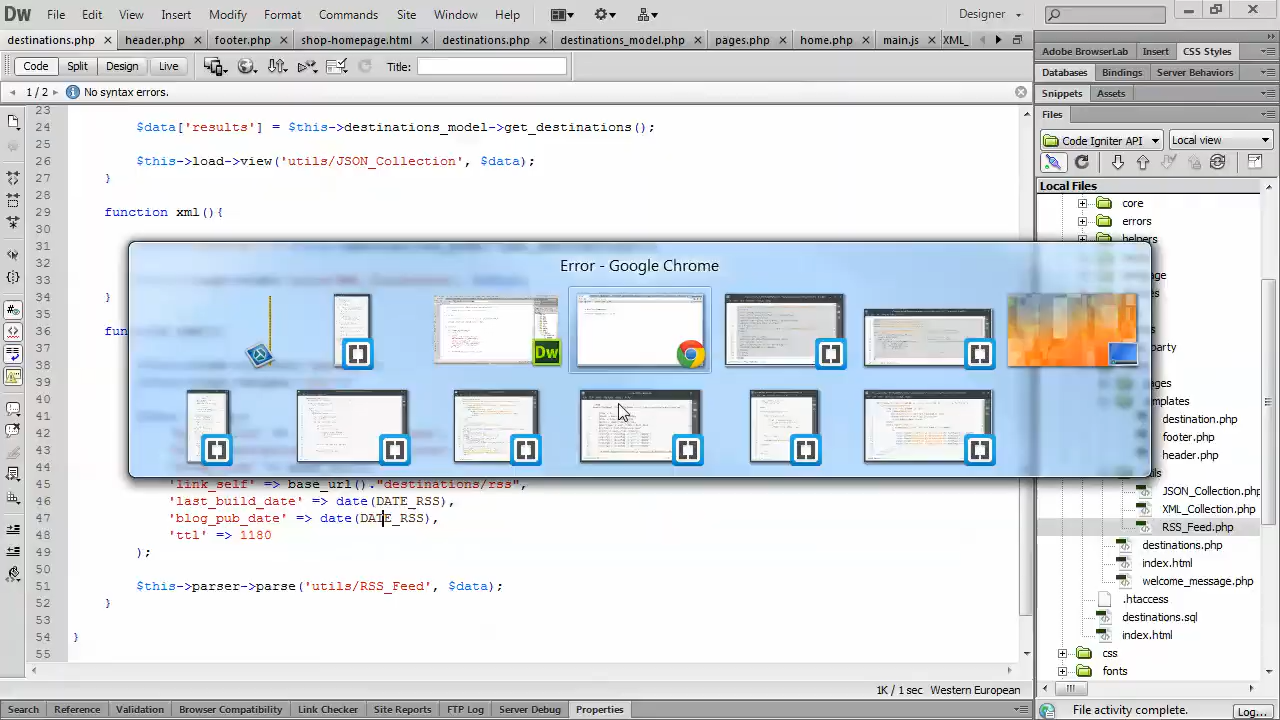 Dw File Edit View Insert Modify Format Commands Site Window Help Designer
destinations.php × header.php × footer.php × shop-homepage.html × destinations.php × destinations_model.php × pages.php × home.php × main.js × XML_
Code Split Design Live Title:
1 / 2 No syntax errors.
23
24 $data['results'] = $this->destinations_model->get_destinations();
25
26 $this->load->view('utils/JSON_Collection', $data);
27 }
28
29 function xml(){
30
31
32
33
34 }
35
36 fu
37
38
39
40
41
42
43
44 'link_self' => base_url()."destinations/rss",
46 'last_build_date' => date(DATE_RSS),
47 'blog_pub_date' => date(DATE_RSS),
48 'ttl' => 1180
49 );
50
51 $this->parser->parse('utils/RSS_Feed', $data);
52 }
53
54 }
55
Error - Google Chrome
Dw
1K / 1 sec Western European
Search Reference Validation Business Catalyst Compatibility Link Checker Site Reports FTP Log Server Debug Properties
Adobe BrowserLab Insert CSS Styles
Databases Bindings Server Behaviors
Snippets Assets
Files
Code Igniter API Local view
Local Files
core
errors
helpers
age
s
party
es
mplates
destination.php
footer.php
header.php
ils
JSON_Collection.php
XML_Collection.php
RSS_Feed.php
destinations.php
index.html
welcome_message.php
.htaccess
destinations.sql
index.html
css
fonts
File activity complete. Log...